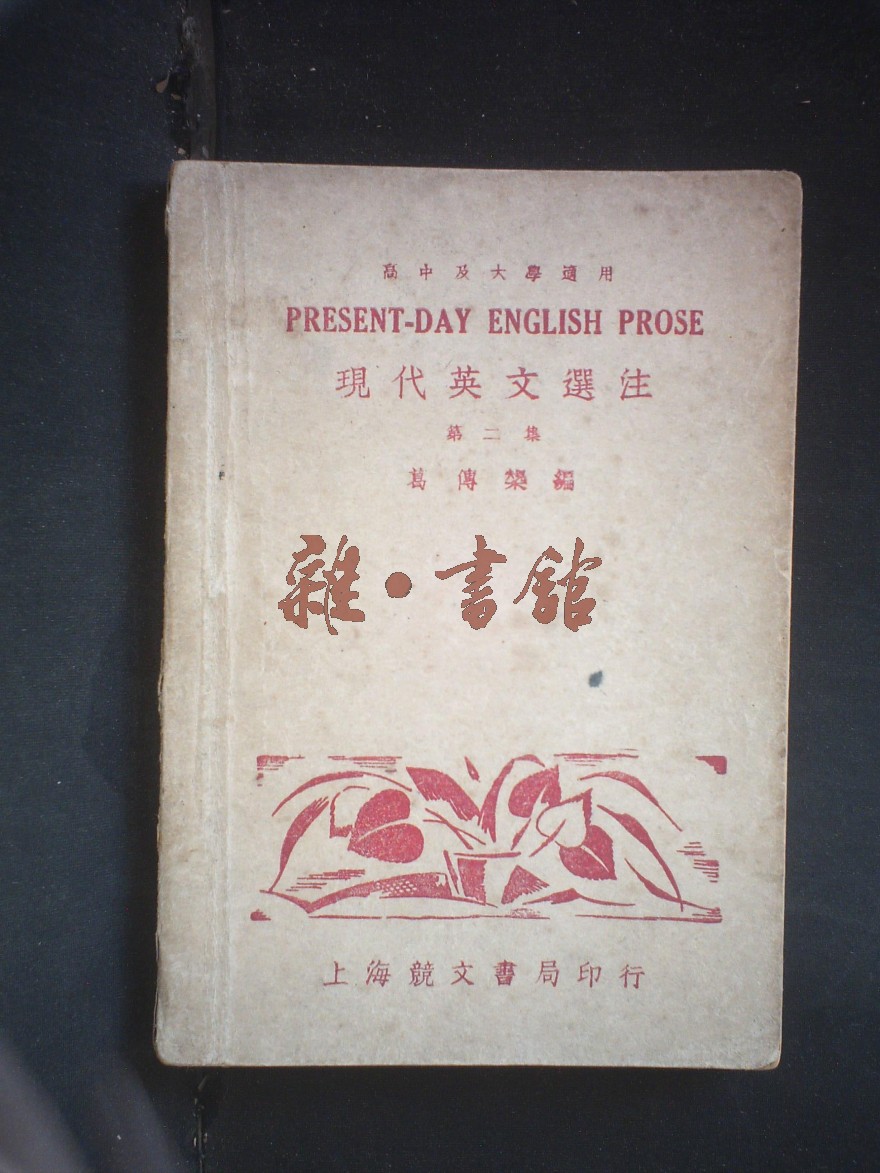 高中及大學適用
PRESENT-DAY ENGLISH PROSE
現代英文選注
第二集
葛傳槼編
雜·書館
上海競文書局印行